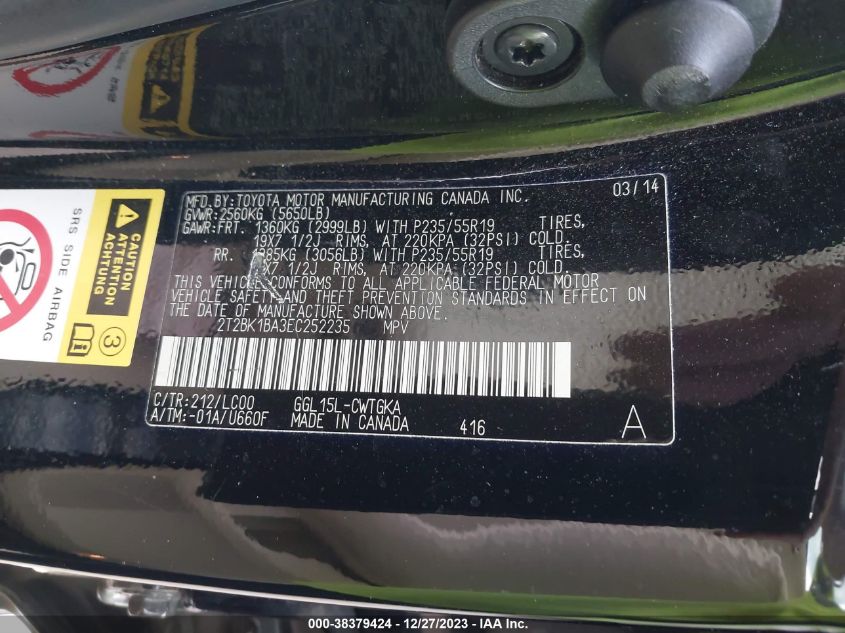 MFD.BY:TOYOTA MOTOR MANUFACTURING CANADA INC. 03/14
GVWR:2560KG (5650LB)
GAWR:FRT. 1360KG (2999LB) WITH P235/55R19 TIRES,
19X7 1/2J RIMS, AT 220KPA (32PSI) COLD.
RR. 1385KG (3056LB) WITH P235/55R19 TIRES,
7 1/2J RIMS, AT 220KPA (32PSI) COLD.
THIS VEHICLE CONFORMS TO ALL APPLICABLE FEDERAL MOTOR
VEHICLE SAFETY AND THEFT PREVENTION STANDARDS IN EFFECT ON
THE DATE OF MANUFACTURE SHOWN ABOVE.
2T2BK1BA3EC252235 MPV
C/TR:212/LC00 GGL15L-CWTGKA
A/TM:-01A/U660F MADE IN CANADA 416 A
SRS SIDE AIRBAG
CAUTION
ATTENTION
Achtung
3
i
000-38379424 - 12/27/2023 - IAA Inc.